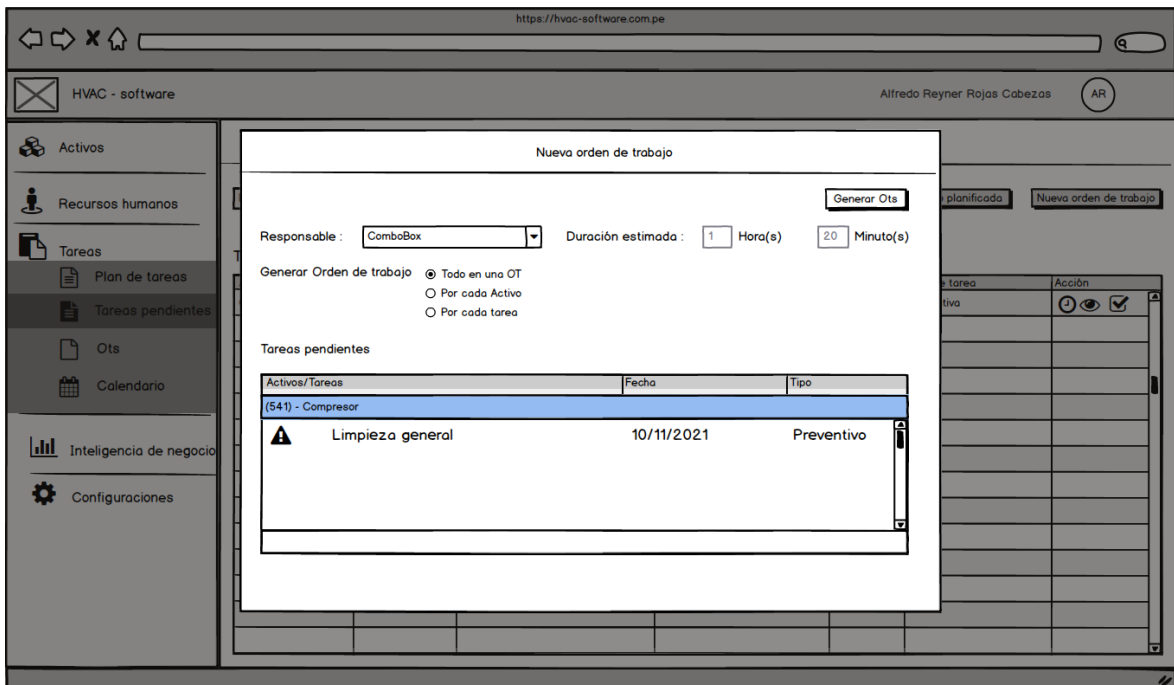 https://hvac-software.com.pe
HVAC - software
Alfredo Reyner Rojas Cabezas
AR
Activos
Recursos humanos
Tareas
Plan de tareas
Tareas pendientes
Ots
Calendario
Inteligencia de negocio
Configuraciones
planificada
Nueva orden de trabajo
tarea
Acción
Nueva orden de trabajo
Generar Ots
Responsable : ComboBox Duración estimada : 1 Hora(s) 20 Minuto(s)
Generar Orden de trabajo Todo en una OT
Por cada Activo
Por cada tarea
Tareas pendientes
Activos/Tareas Fecha Tipo
(541) - Compresor
Limpieza general 10/11/2021 Preventivo